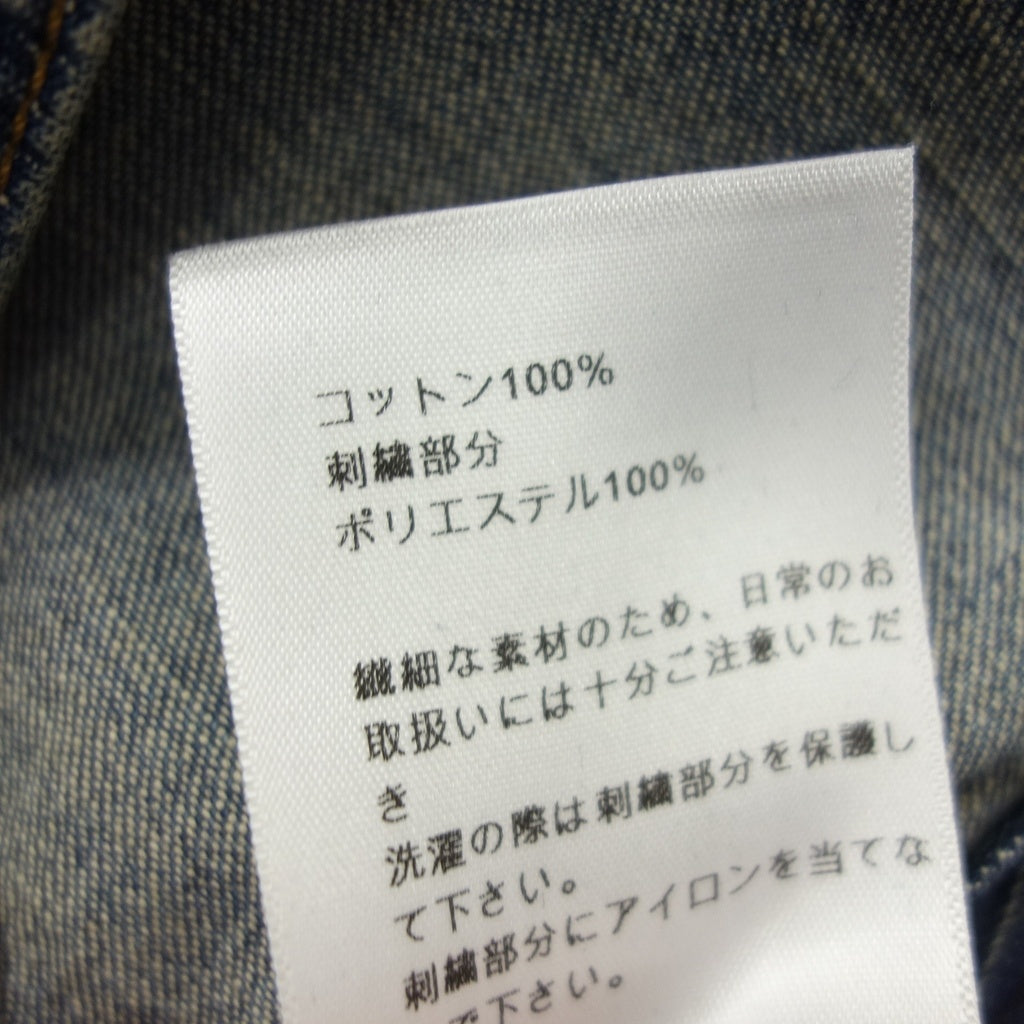 コットン100%
刺繍部分
ポリエステル100%
繊細な素材のため、日常のお
取扱いには十分ご注意いただ
き
洗濯の際は刺繍部分を保護し
て下さい。
刺繍部分にアイロンを当てな
で下さい。